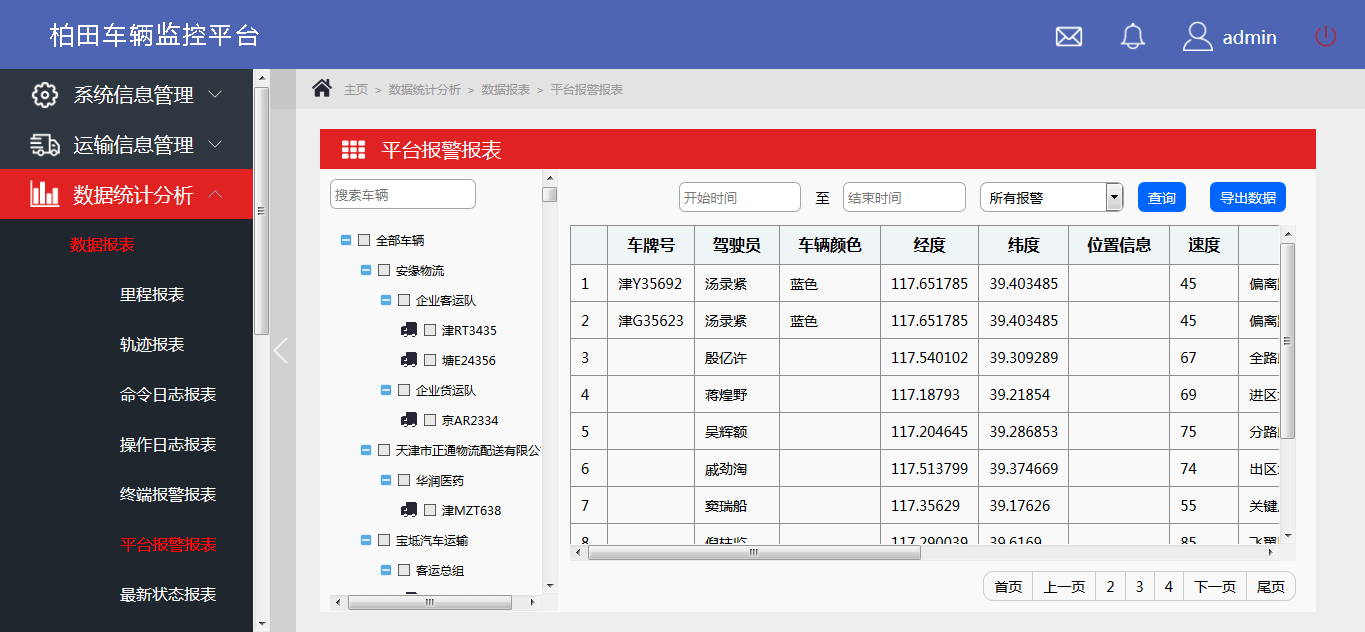 柏田车辆监控平台
admin
系统信息管理
运输信息管理
数据统计分析
数据报表
里程报表
轨迹报表
命令日志报表
操作日志报表
终端报警报表
平台报警报表
最新状态报表
主页 > 数据统计分析 > 数据报表 > 平台报警报表
平台报警报表
搜索车辆
全部车辆
安缘物流
企业客运队
津RT3435
塘E24356
企业货运队
京AR2334
天津市正通物流配送有限公
华润医药
津MZT638
宝坻汽车运输
客运总组
开始时间 至 结束时间 所有报警 查询 导出数据
车牌号 驾驶员 车辆颜色 经度 纬度 位置信息 速度
1 津Y35692 汤录紧 蓝色 117.651785 39.403485 45 偏离
2 津G35623 汤录紧 蓝色 117.651785 39.403485 45 偏离
3 殷亿许 117.540102 39.309289 67 全路
4 蒋煌野 117.18793 39.21854 69 进区
5 吴辉额 117.204645 39.286853 75 分路
6 戚劲淘 117.513799 39.374669 74 出区
7 窦瑞船 117.35629 39.17626 55 关键
8 117.290039 39.6169 85
首页 上一页 2 3 4 下一页 尾页